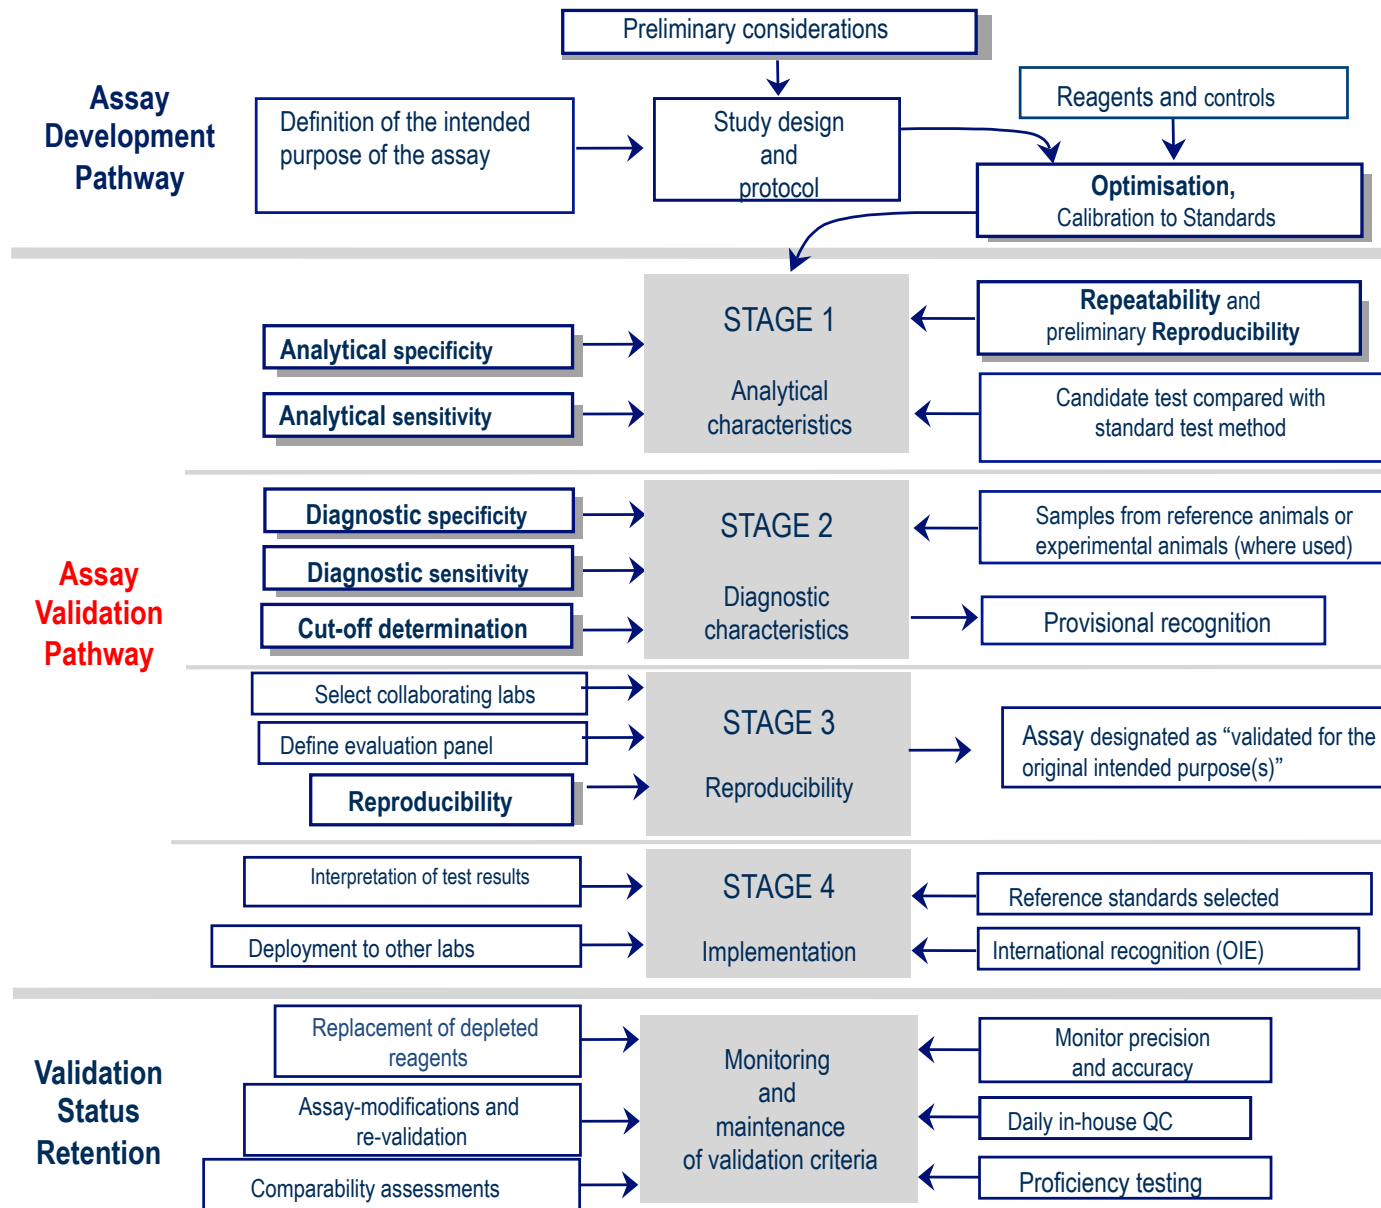 Preliminary considerations
Assay
Development
Pathway
Definition of the intended
purpose of the assay
Study design
and
protocol
Reagents and controls
Optimisation,
Calibration to Standards
Assay
Validation
Pathway
Analytical specificity
Analytical sensitivity
STAGE 1
Analytical
characteristics
Repeatability and
preliminary Reproducibility
Candidate test compared with
standard test method
Diagnostic specificity
Diagnostic sensitivity
Cut-off determination
STAGE 2
Diagnostic
characteristics
Samples from reference animals or
experimental animals (where used)
Provisional recognition
Select collaborating labs
Define evaluation panel
Reproducibility
STAGE 3
Reproducibility
Assay designated as “validated for the
original intended purpose(s)”
Interpretation of test results
Deployment to other labs
STAGE 4
Implementation
Reference standards selected
International recognition (OIE)
Validation
Status
Retention
Replacement of depleted
reagents
Assay-modifications and
re-validation
Comparability assessments
Monitoring
and
maintenance
of validation criteria
Monitor precision
and accuracy
Daily in-house QC
Proficiency testing